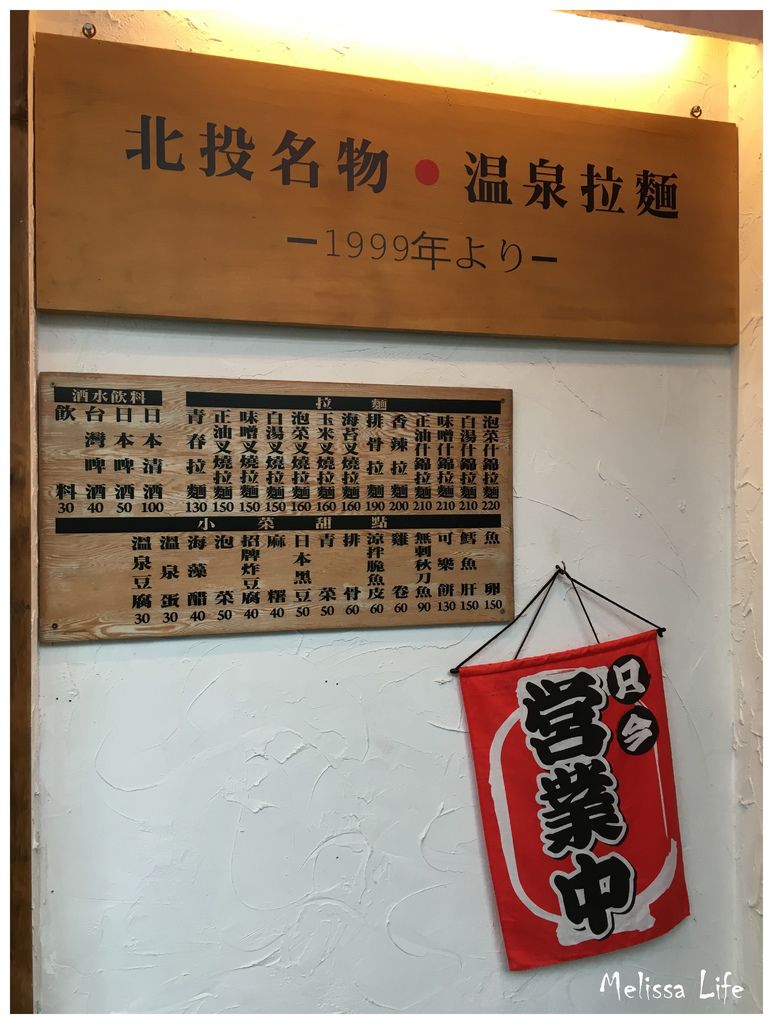 北投名物•温泉拉麵
－1999年より－
酒水飲料
飲料 30
台灣啤酒 40
日本啤酒 50
日本清酒 100
拉麵
青春拉麵 130
正油叉燒拉麵 150
味噌叉燒拉麵 150
白湯叉燒拉麵 150
泡菜叉燒拉麵 160
玉米叉燒拉麵 160
海苔叉燒拉麵 160
排骨拉麵 190
香辣拉麵 200
正油什錦拉麵 210
味噌什錦拉麵 210
白湯什錦拉麵 210
泡菜什錦拉麵 220
小菜甜點
溫泉豆腐 30
溫泉蛋 30
海藻醋 40
泡菜 50
招牌炸豆腐 40
麻糬 40
日本黑豆 50
青菜 50
排骨 60
涼拌脆魚皮 60
雞卷 60
無刺秋刀魚 90
可樂餅 130
鱈魚肝 150
魚卵 150
只今
営業中
Melissa Life